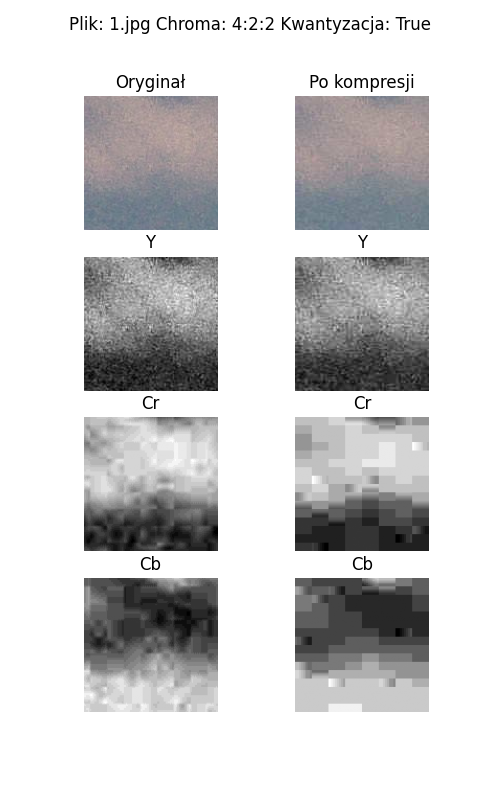 Plik: 1.jpg Chroma: 4:2:2 Kwantyzacja: True
Oryginał Po kompresji
Y Y
Cr Cr
Cb Cb